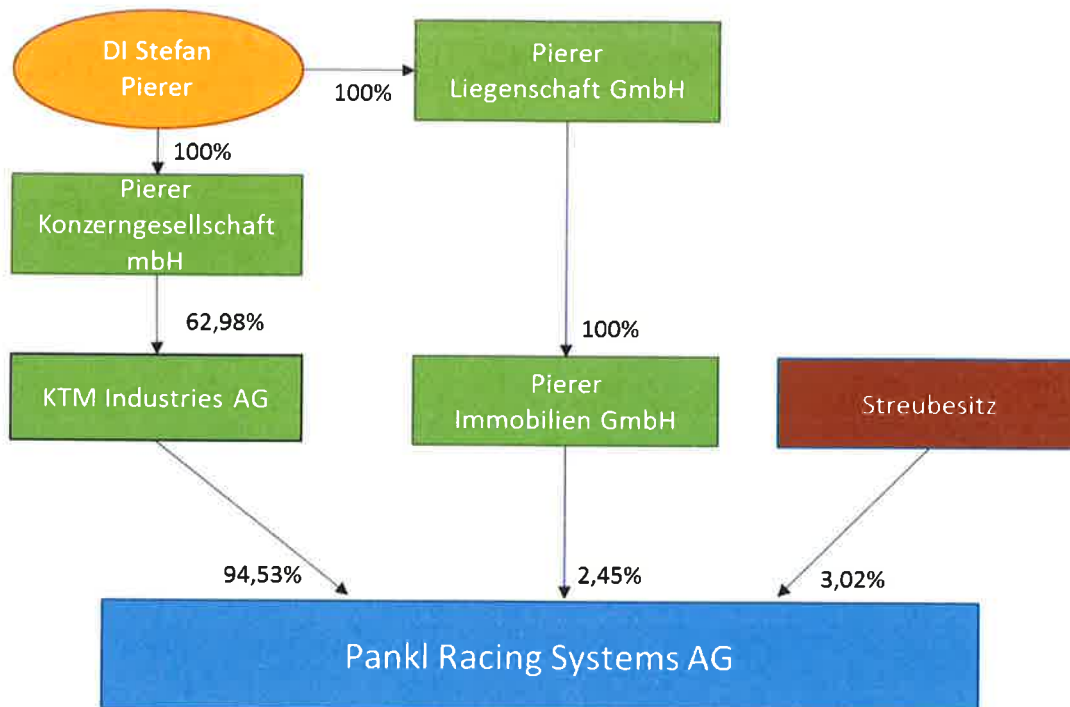 DI Stefan
Pierer
100%
Pierer
Liegenschaft GmbH
100%
Pierer
Konzerngesellschaft
mbH
62,98%
100%
KTM Industries AG
Pierer
Immobilien GmbH
Streubesitz
94,53%
2,45%
3,02%
Pankl Racing Systems AG